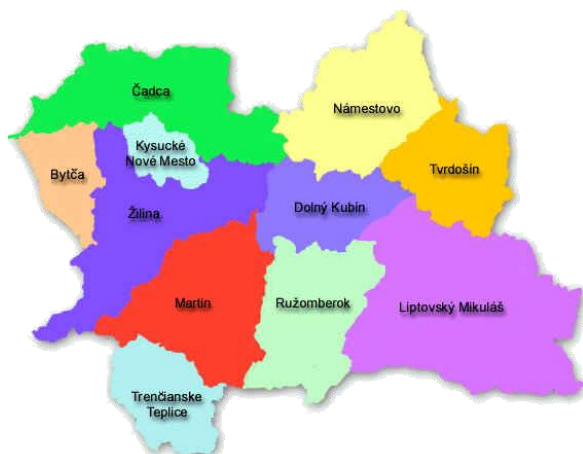 Čadca
Námestovo
Kysucké
Nové Mesto
Tvrdošín
Bytča
Dolný Kubín
Žilina
Martin
Ružomberok
Liptovský Mikuláš
Trenčianske
Teplice